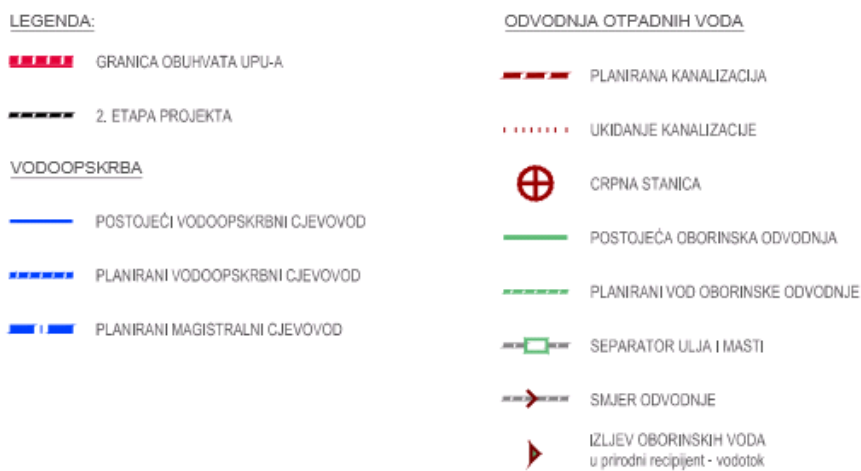 LEGENDA:
GRANICA OBUHVATA UPU-A
2. ETAPA PROJEKTA
VODOOPSKRBA
POSTOJEĆI VODOOPSKRBNI CJEVOVOD
PLANIRANI VODOOPSKRBNI CJEVOVOD
PLANIRANI MAGISTRALNI CJEVOVOD
ODVODNJA OTPADNIH VODA
PLANIRANA KANALIZACIJA
UKIDANJE KANALIZACIJE
CRPNA STANICA
POSTOJEĆA OBORINSKA ODVODNJA
PLANIRANI VOD OBORINSKE ODVODNJE
SEPARATOR ULJA I MASTI
SMJER ODVODNJE
IZLJEV OBORINSKIH VODA
u prirodni recipijent - vodotok